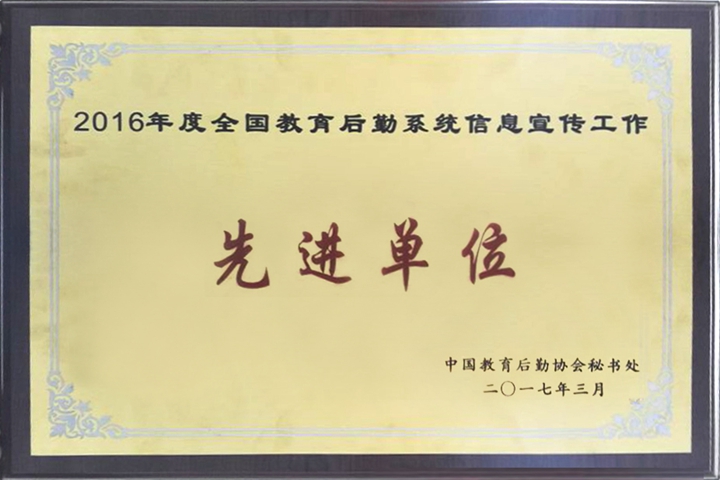 2016年度全国教育后勤系统信息宣传工作
先进单位
中国教育后勤协会秘书处
二〇一七年三月